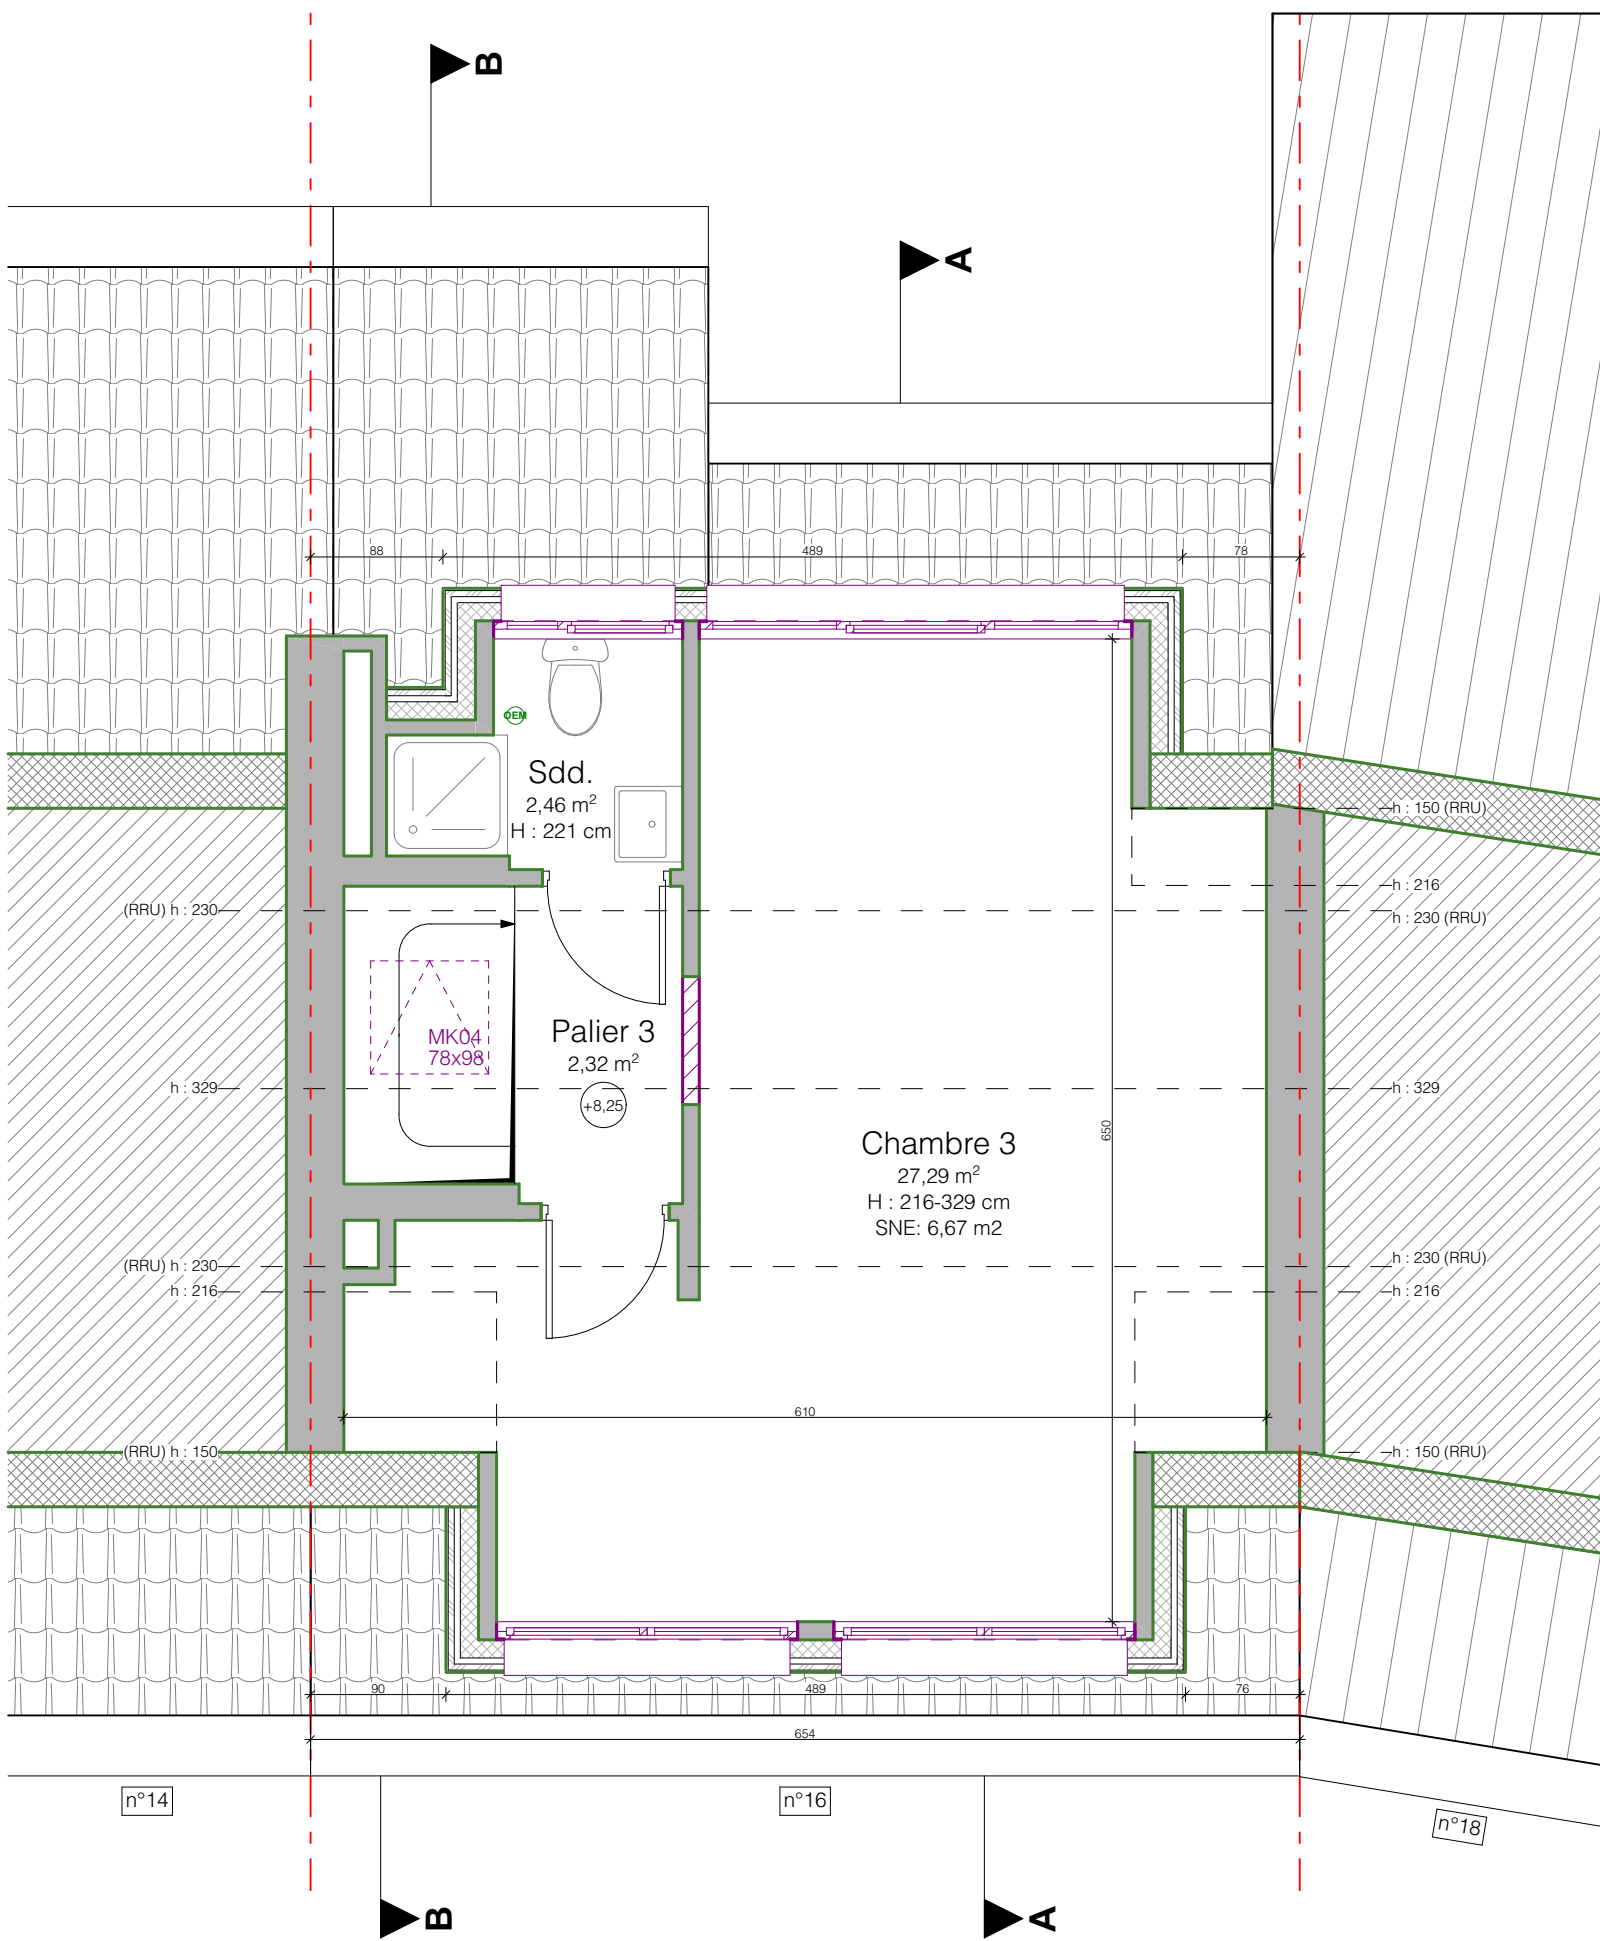 B
A
88
489
78
OEM
Sdd.
2,46 m²
H : 221 cm
h : 150 (RRU)
h : 216
(RRU) h : 230
h : 230 (RRU)
MK04
78x98
Palier 3
2,32 m²
+8,25
h : 329
h : 329
650
Chambre 3
27,29 m²
H : 216-329 cm
SNE: 6,67 m2
(RRU) h : 230
h : 230 (RRU)
h : 216
h : 216
610
(RRU) h : 150
h : 150 (RRU)
90
489
76
654
n°14
n°16
n°18
B
A